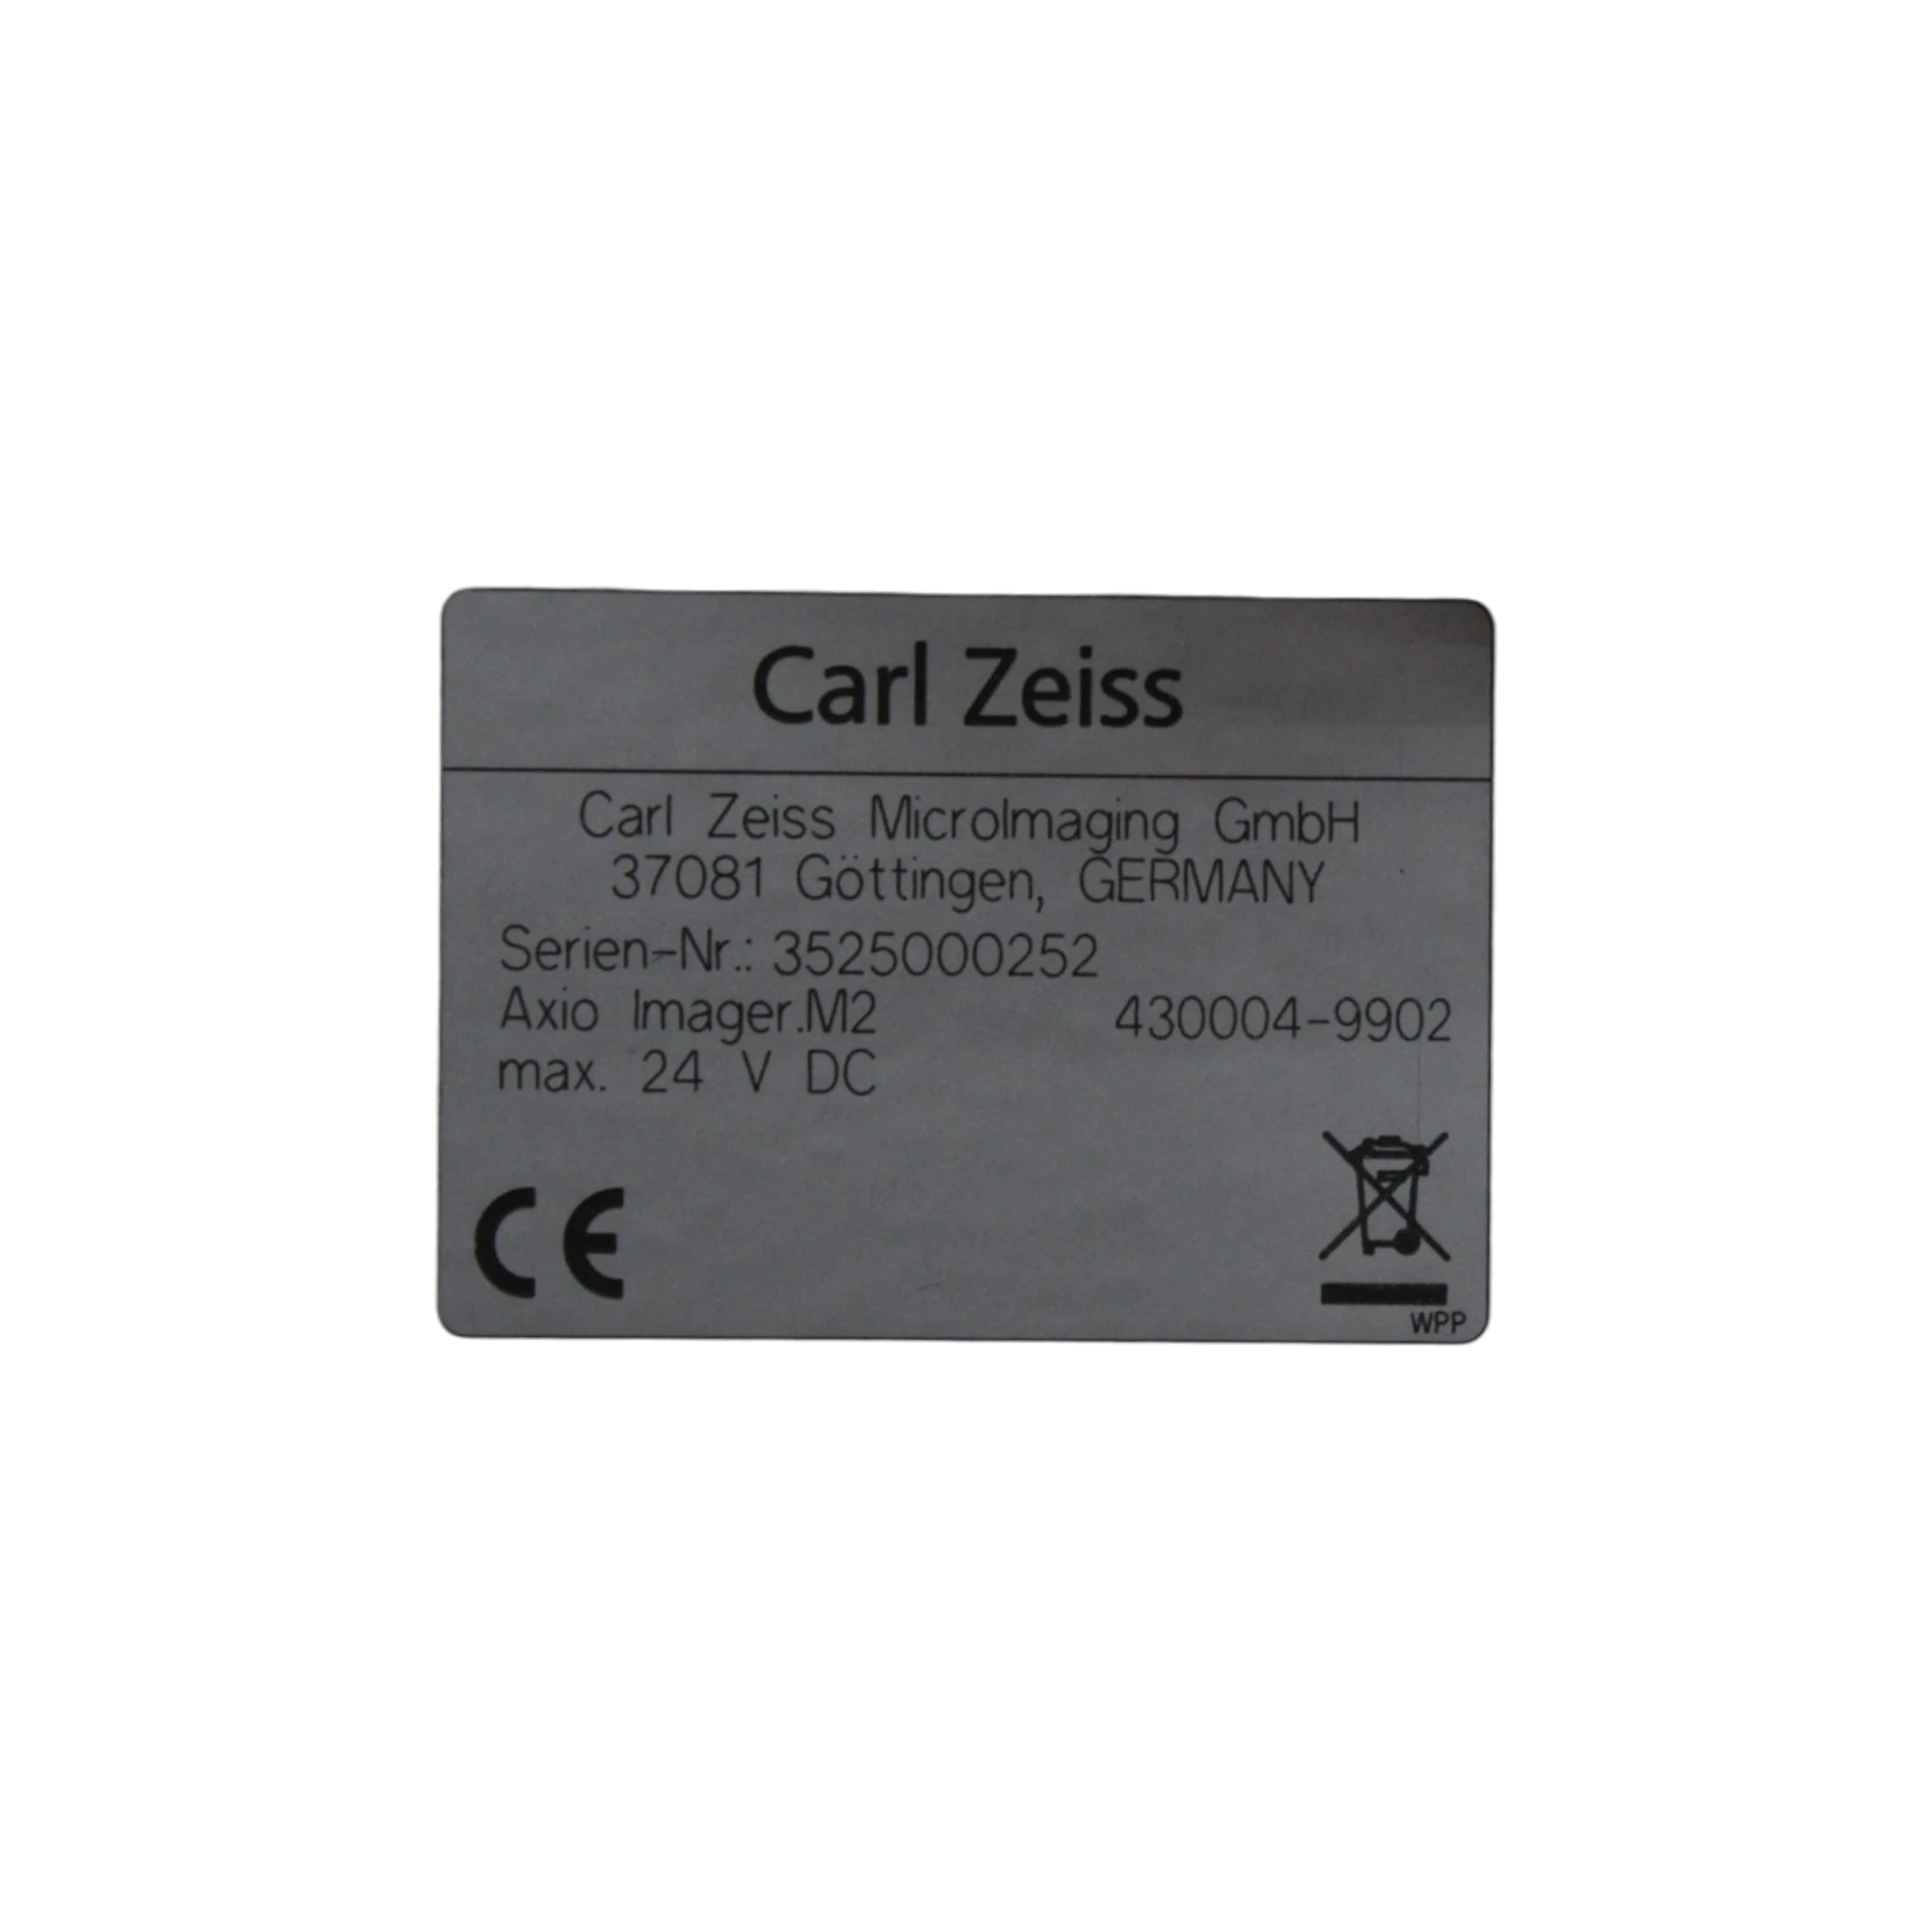 Carl Zeiss
Carl Zeiss MicroImaging GmbH
37081 Göttingen, GERMANY
Serien-Nr.: 3525000252
Axio Imager.M2 430004-9902
max. 24 V DC
CE
WPP